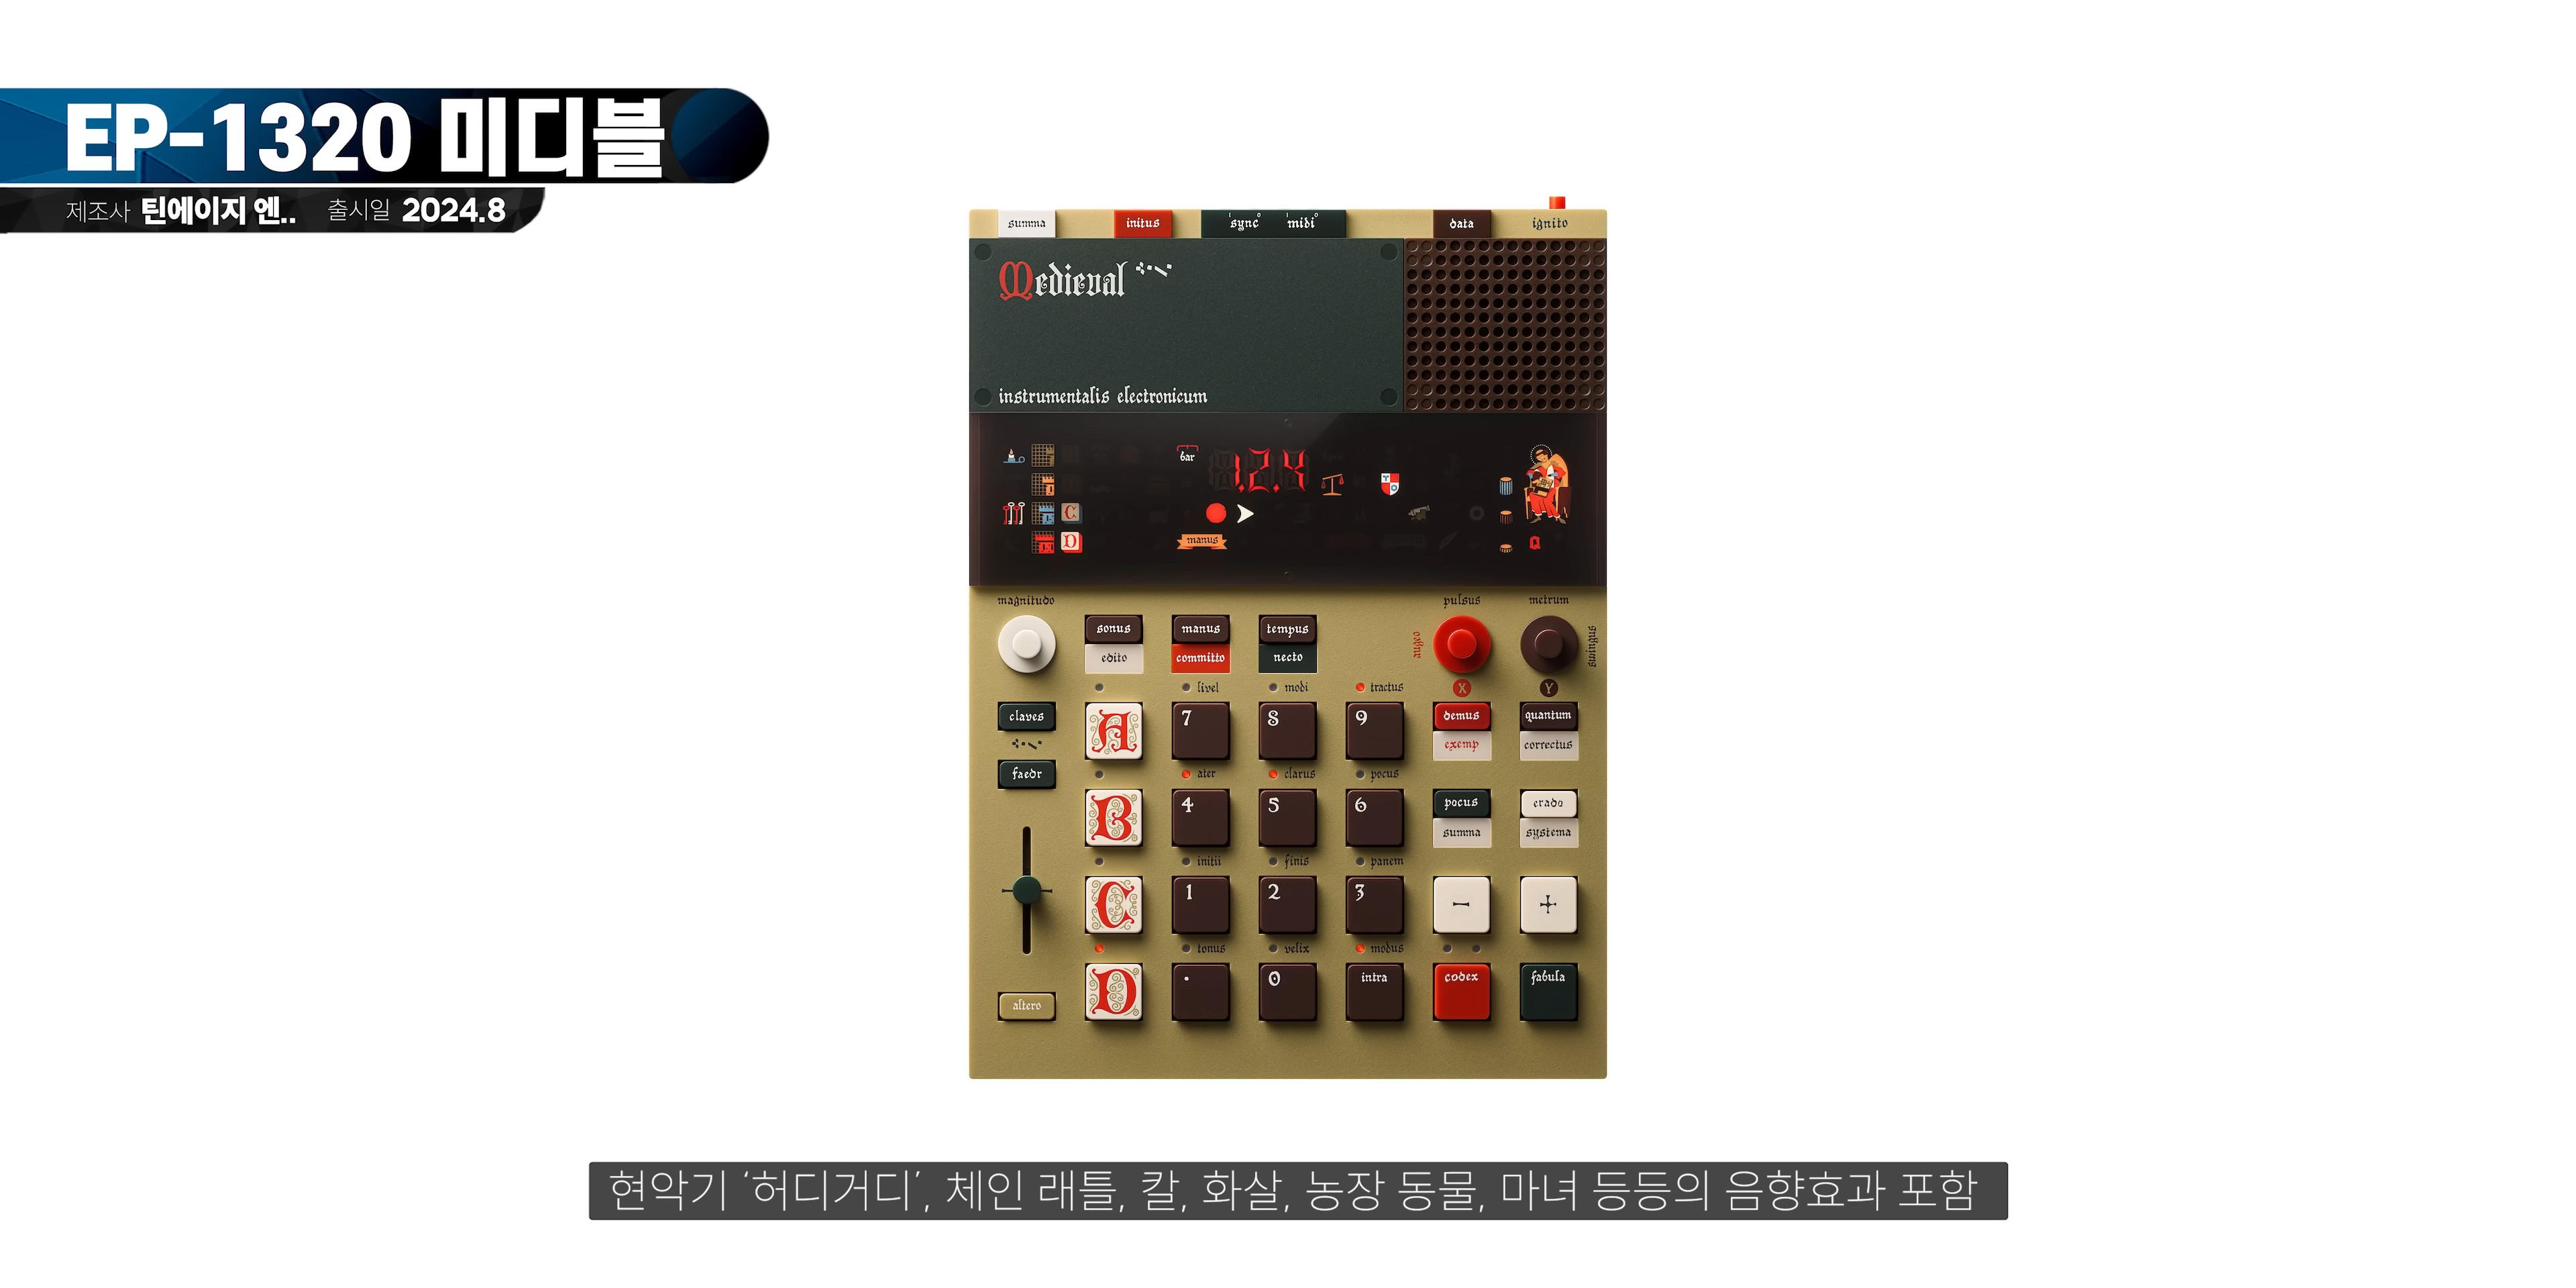 EP-1320 미디블
제조사 틴에이지 엔.. 출시일 2024.8
summa initus sync midi data ignito
Medieval
instrumentalis electronicum
bar 1.2.4
C
D manus
magnitudo pulsus metrum
sonus manus tempus
edito committo necto
livel modi tractus X Y
claves A 7 8 9 demus quantum
exemp correctus
faedr ater clarus pocus
B 4 5 6 pocus erado
summa systema
initii finis panem
C 1 2 3 - +
tonus velix modus
altero D . 0 intra codex fabula
현악기 '허디거디', 체인 래틀, 칼, 화살, 농장 동물, 마녀 등등의 음향효과 포함